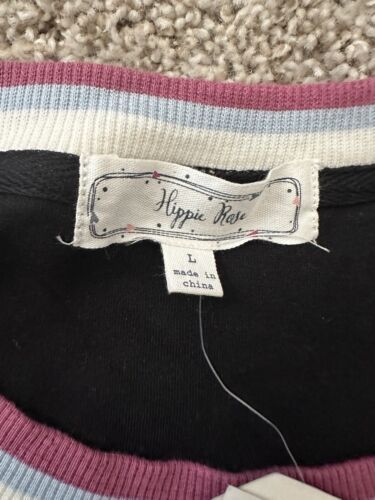 Hippie Rose
L
made in
china